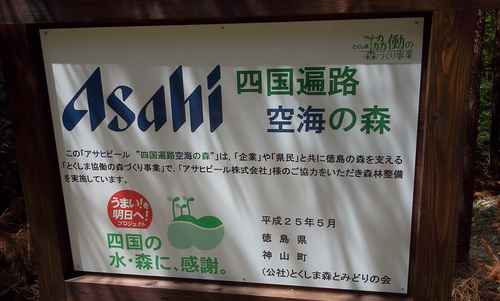 とくしま協働の
森づくり事業
Asahi
四国遍路
空海の森
この「アサヒビール “四国遍路空海の森”」は、「企業」や「県民」と共に徳島の森を支える
「とくしま協働の森づくり事業」で、「アサヒビール株式会社」様のご協力をいただき森林整備
を実施しています。
うまい!を
明日へ!
プロジェクト
四国の
水・森に、感謝。
平成25年5月
徳島県
神山町
(公社)とくしま森とみどりの会